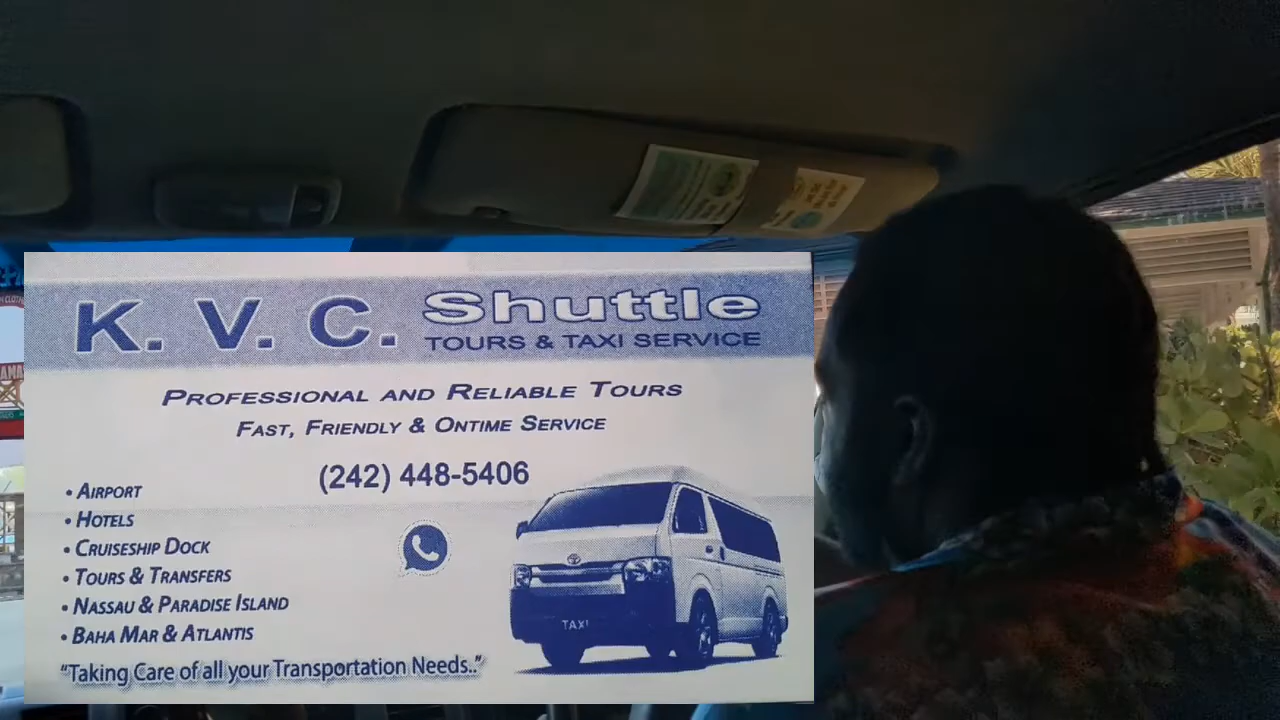 K. V. C. Shuttle
TOURS & TAXI SERVICE
PROFESSIONAL AND RELIABLE TOURS
FAST, FRIENDLY & ONTIME SERVICE
(242) 448-5406
• AIRPORT
• HOTELS
• CRUISESHIP DOCK
• TOURS & TRANSFERS
• NASSAU & PARADISE ISLAND
• BAHA MAR & ATLANTIS
TAXI
"Taking Care of all your Transportation Needs.."